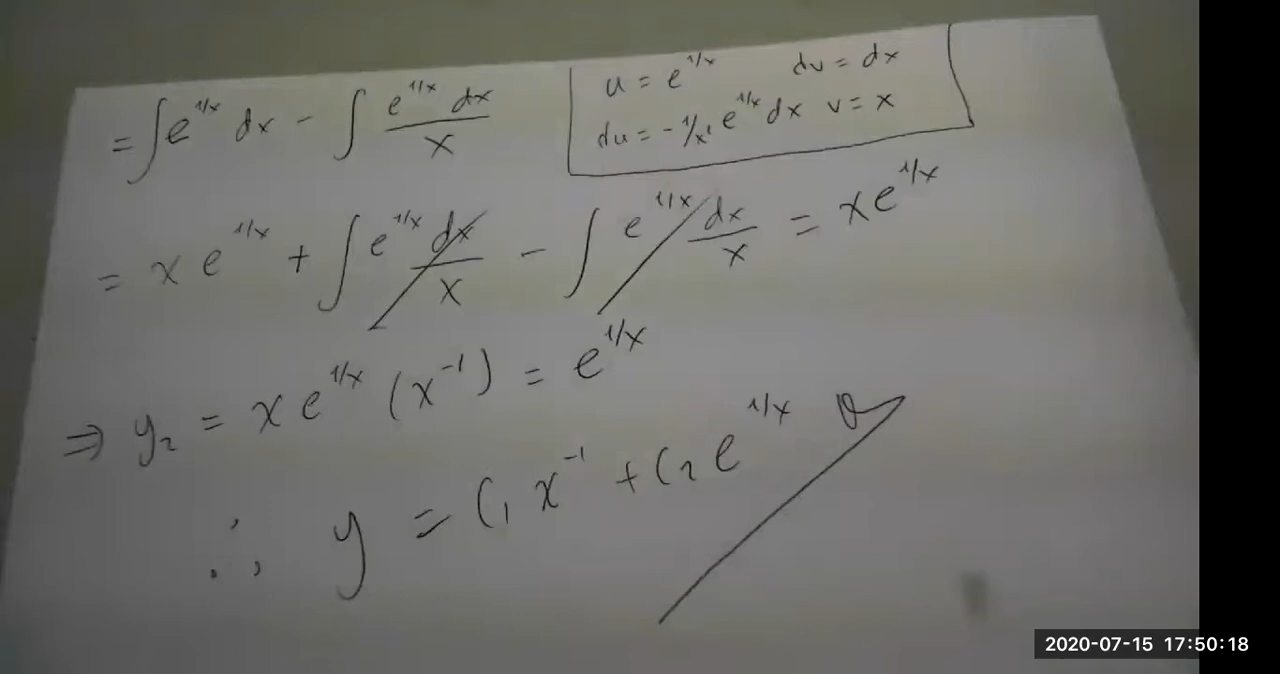 = ∫ e^{1/x} dx - ∫ e^{1/x} dx / x
u = e^{1/x} dv = dx
du = - 1/x² e^{1/x} dx v = x
= x e^{1/x} + ∫ e^{1/x} dx / x - ∫ e^{1/x} dx / x = x e^{1/x}
⇒ y₂ = x e^{1/x} (x^{-1}) = e^{1/x}
∴ y = C₁ x^{-1} + C₂ e^{1/x}
2020-07-15 17:50:18